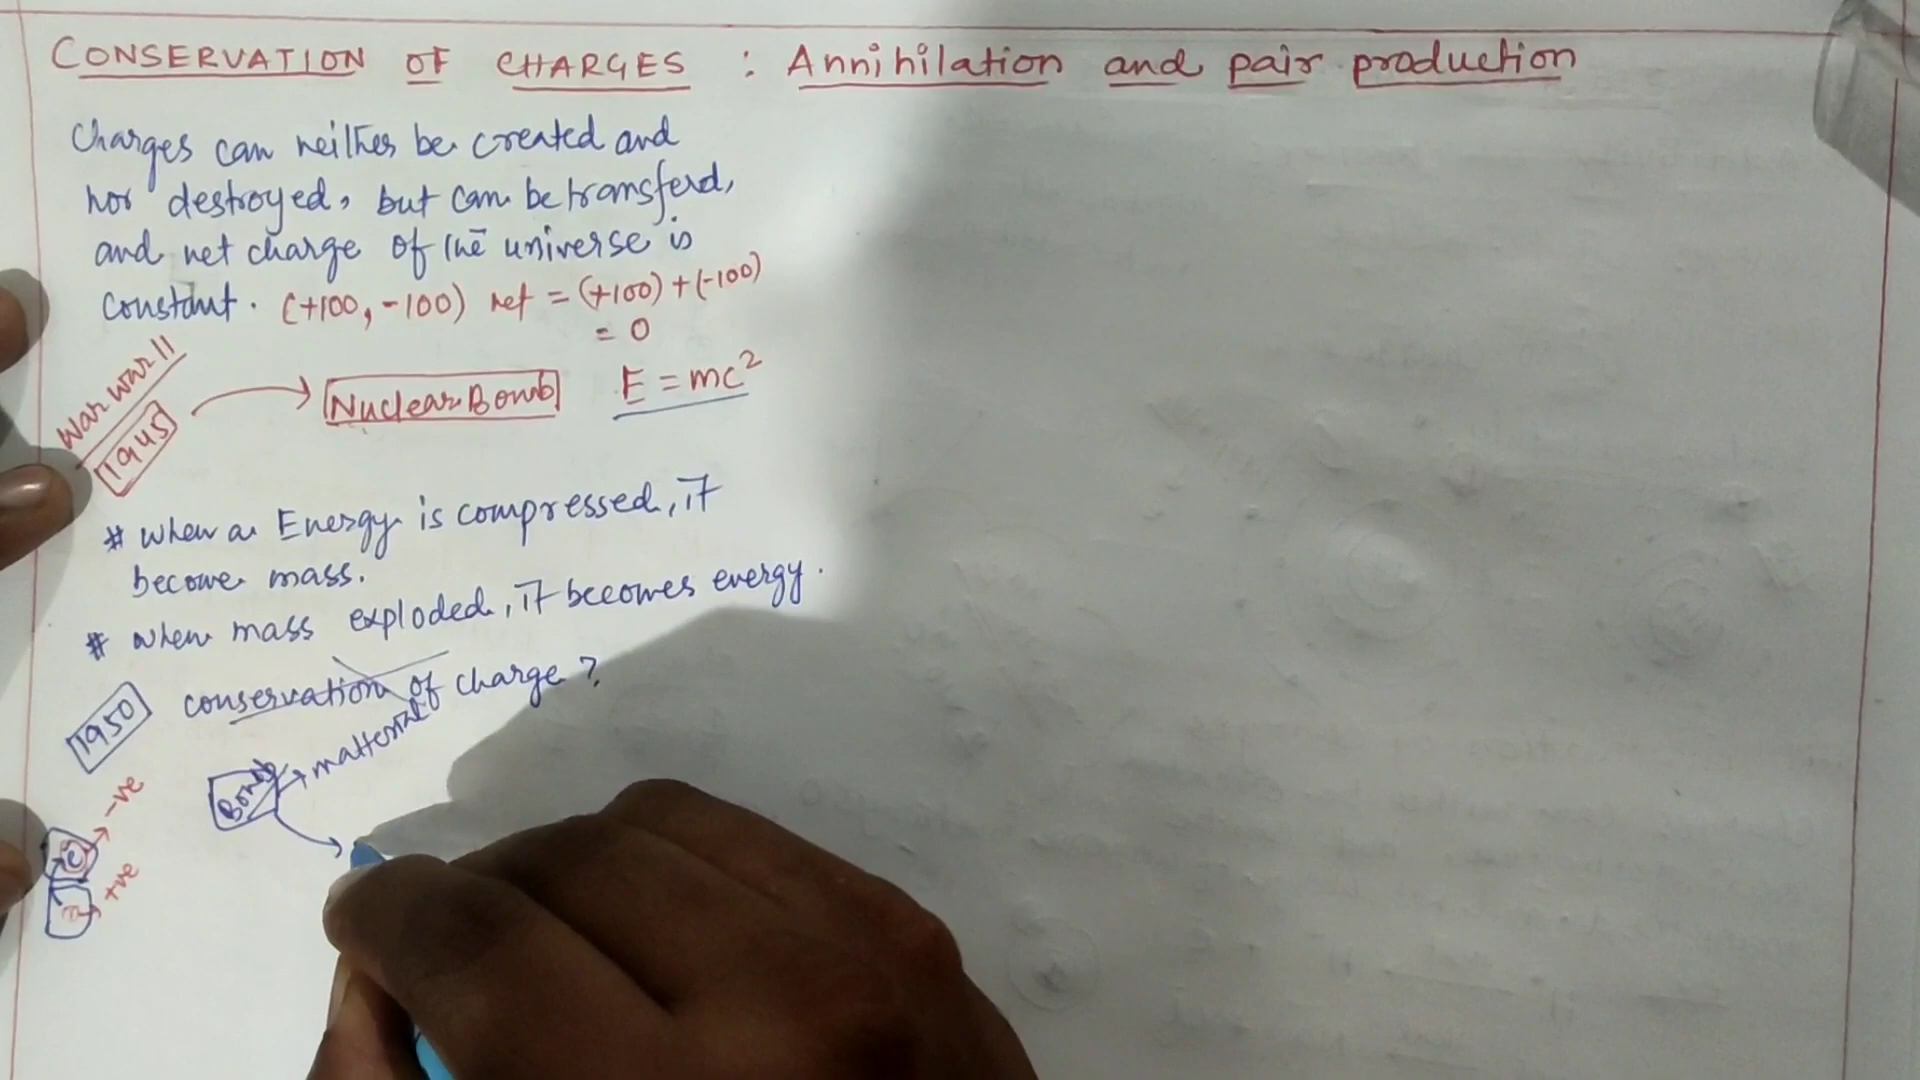 CONSERVATION OF CHARGES : Annihilation and pair production
Charges can neither be created and
nor destroyed, but can be transferd,
and net charge of the universe is
constant. (+100, -100) net = (+100) + (-100)
= 0
War war II
1945
Nuclear Bomb
E = mc²
# when a Energy is compressed, it
become mass.
# when mass exploded, it becomes energy.
1950
conservation of charge?
Bomb
matterial
e
-ve
+ve